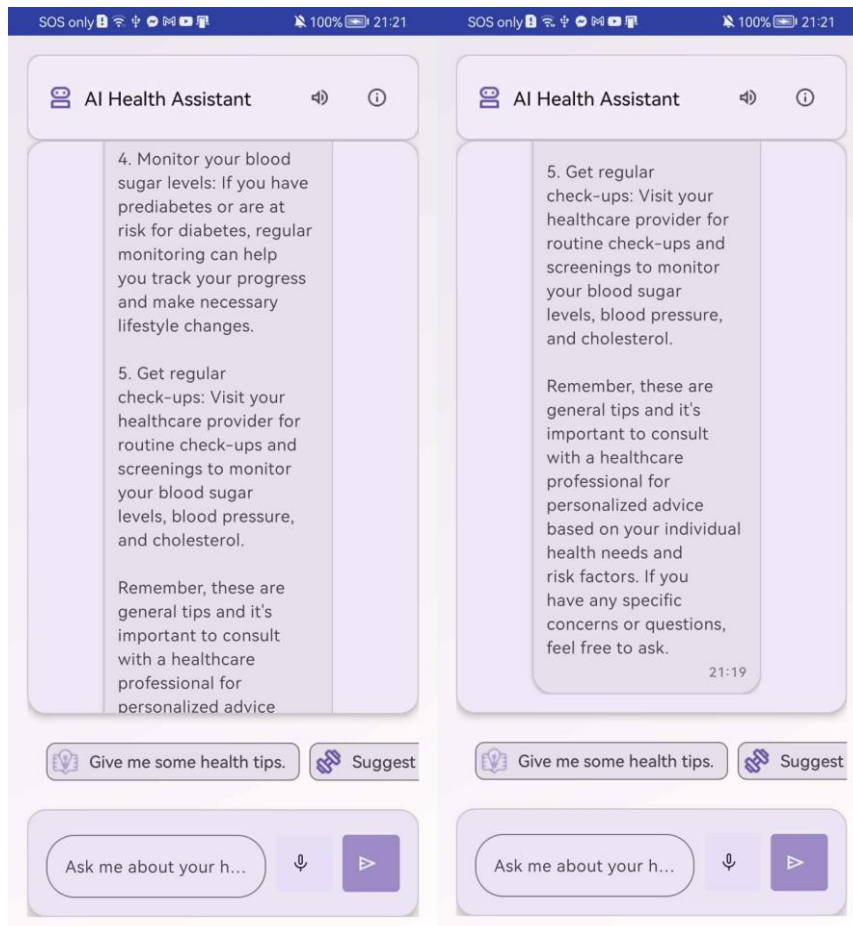 SOS only 100% 21:21
AI Health Assistant
4. Monitor your blood
sugar levels: If you have
prediabetes or are at
risk for diabetes, regular
monitoring can help
you track your progress
and make necessary
lifestyle changes.
5. Get regular
check-ups: Visit your
healthcare provider for
routine check-ups and
screenings to monitor
your blood sugar
levels, blood pressure,
and cholesterol.
Remember, these are
general tips and it's
important to consult
with a healthcare
professional for
personalized advice
Give me some health tips. Suggest
Ask me about your h...
SOS only 100% 21:21
AI Health Assistant
5. Get regular
check-ups: Visit your
healthcare provider for
routine check-ups and
screenings to monitor
your blood sugar
levels, blood pressure,
and cholesterol.
Remember, these are
general tips and it's
important to consult
with a healthcare
professional for
personalized advice
based on your individual
health needs and
risk factors. If you
have any specific
concerns or questions,
feel free to ask.
21:19
Give me some health tips. Suggest
Ask me about your h...